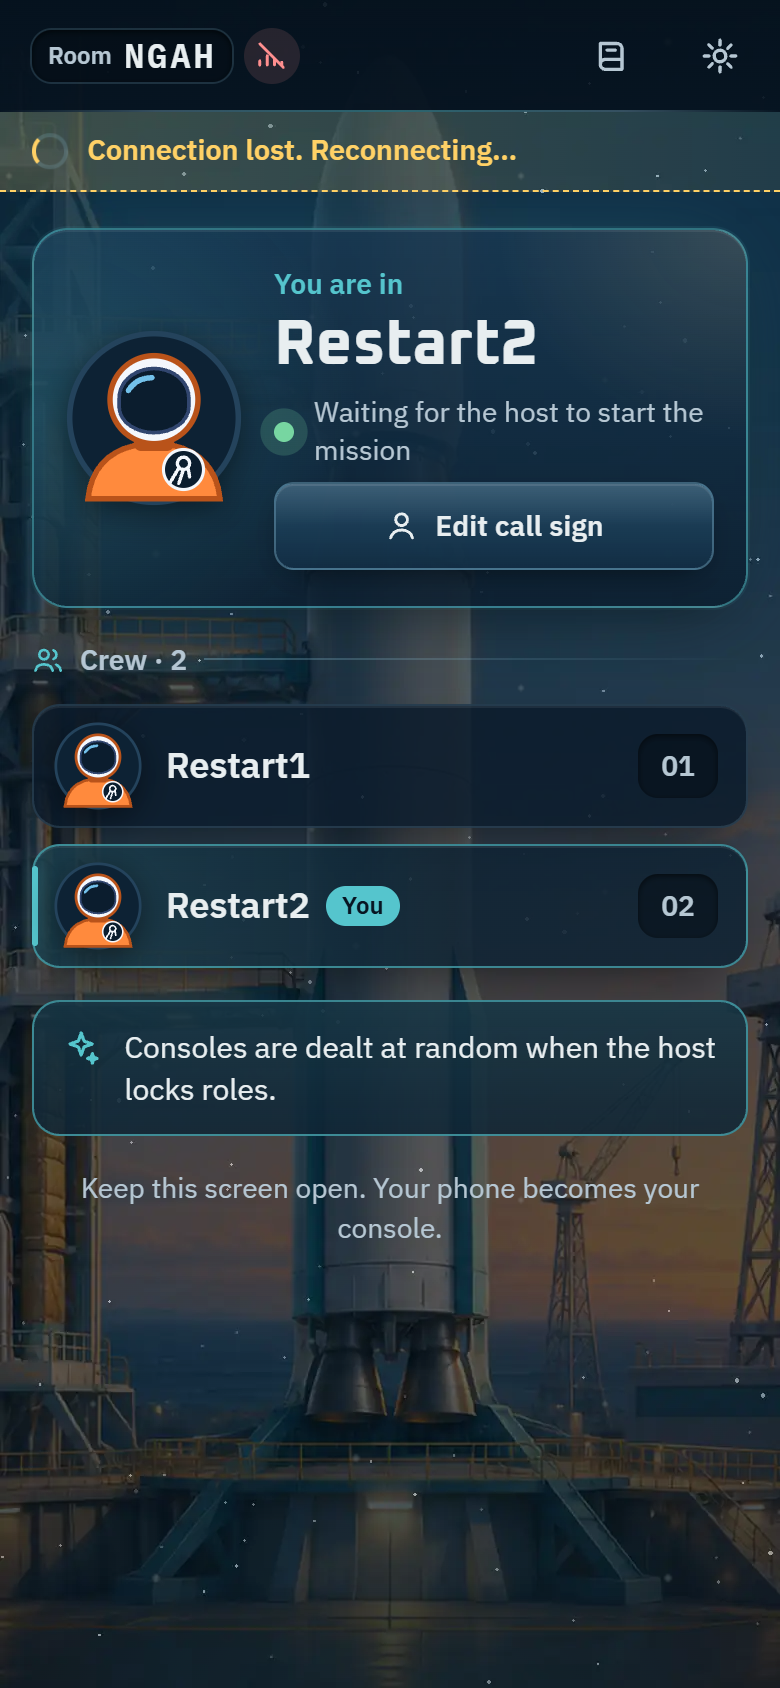 Room NGAH
Connection lost. Reconnecting...
You are in
Restart2
Waiting for the host to start the
mission
Edit call sign
Crew · 2
Restart1
01
Restart2 You
02
Consoles are dealt at random when the host
locks roles.
Keep this screen open. Your phone becomes your
console.